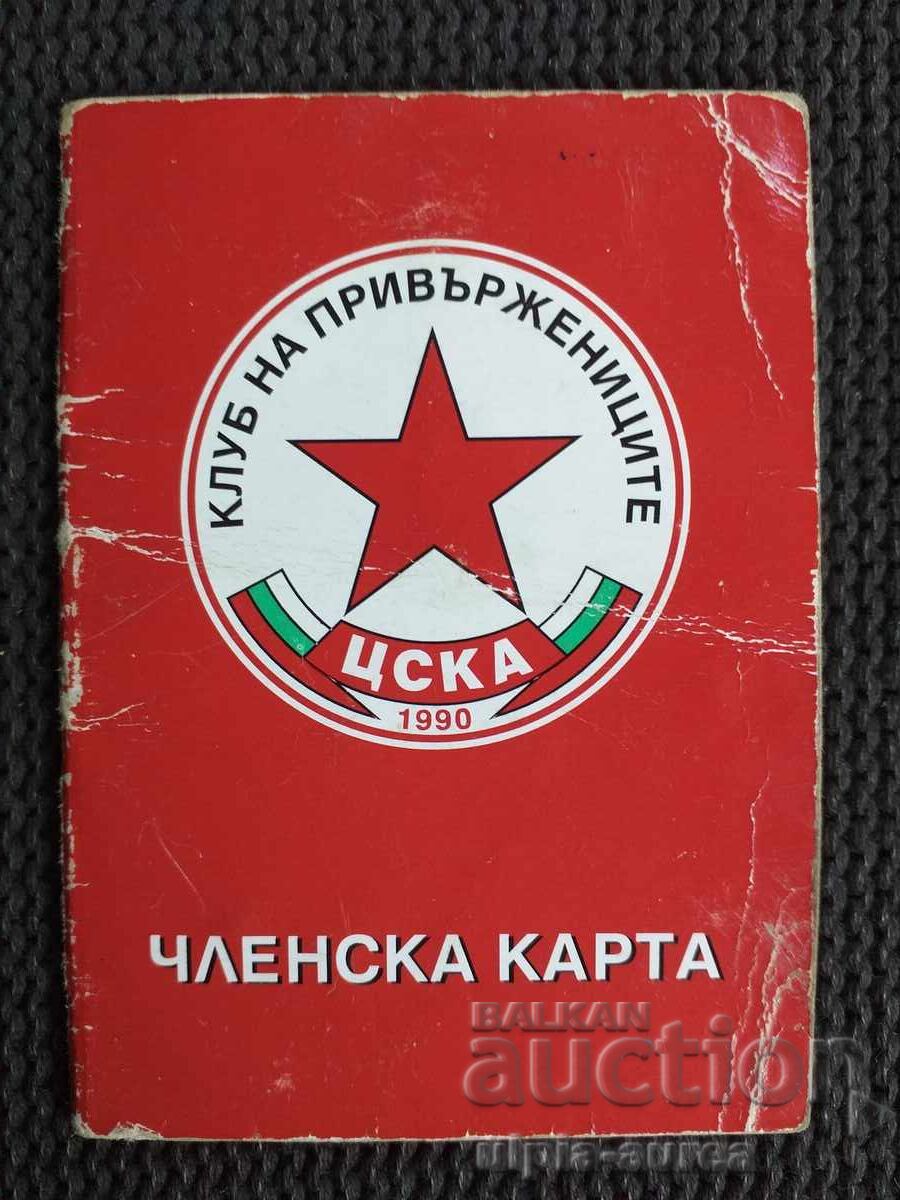 КЛУБ НА ПРИВЪРЖЕНИЦИТЕ
ЦСКА
1990
ЧЛЕНСКА КАРТА
BALKAN
auction
ulpia-aurea